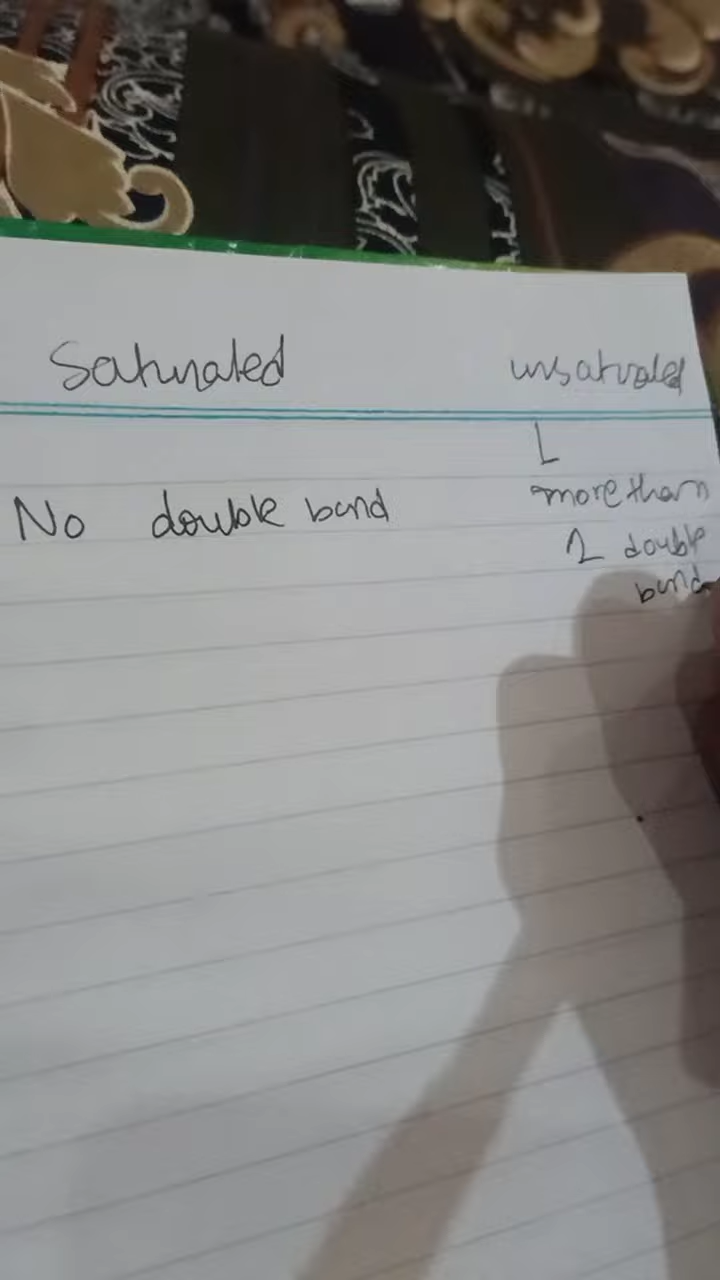 Saturated unsaturated
No double bond
more than
1 double
bond